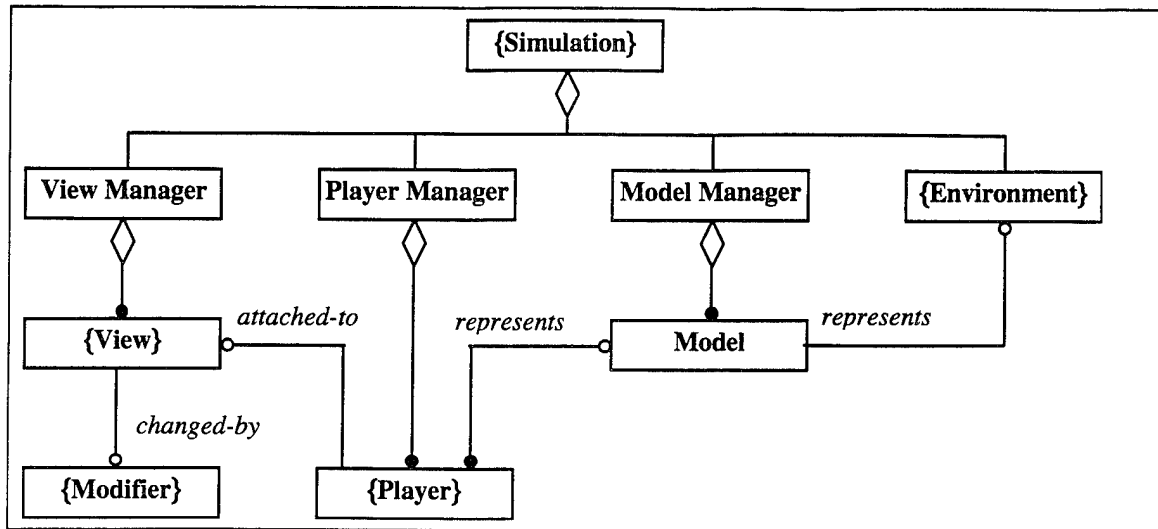 {Simulation}
View Manager
Player Manager
Model Manager
{Environment}
attached-to
represents
represents
{View}
Model
changed-by
{Modifier}
{Player}